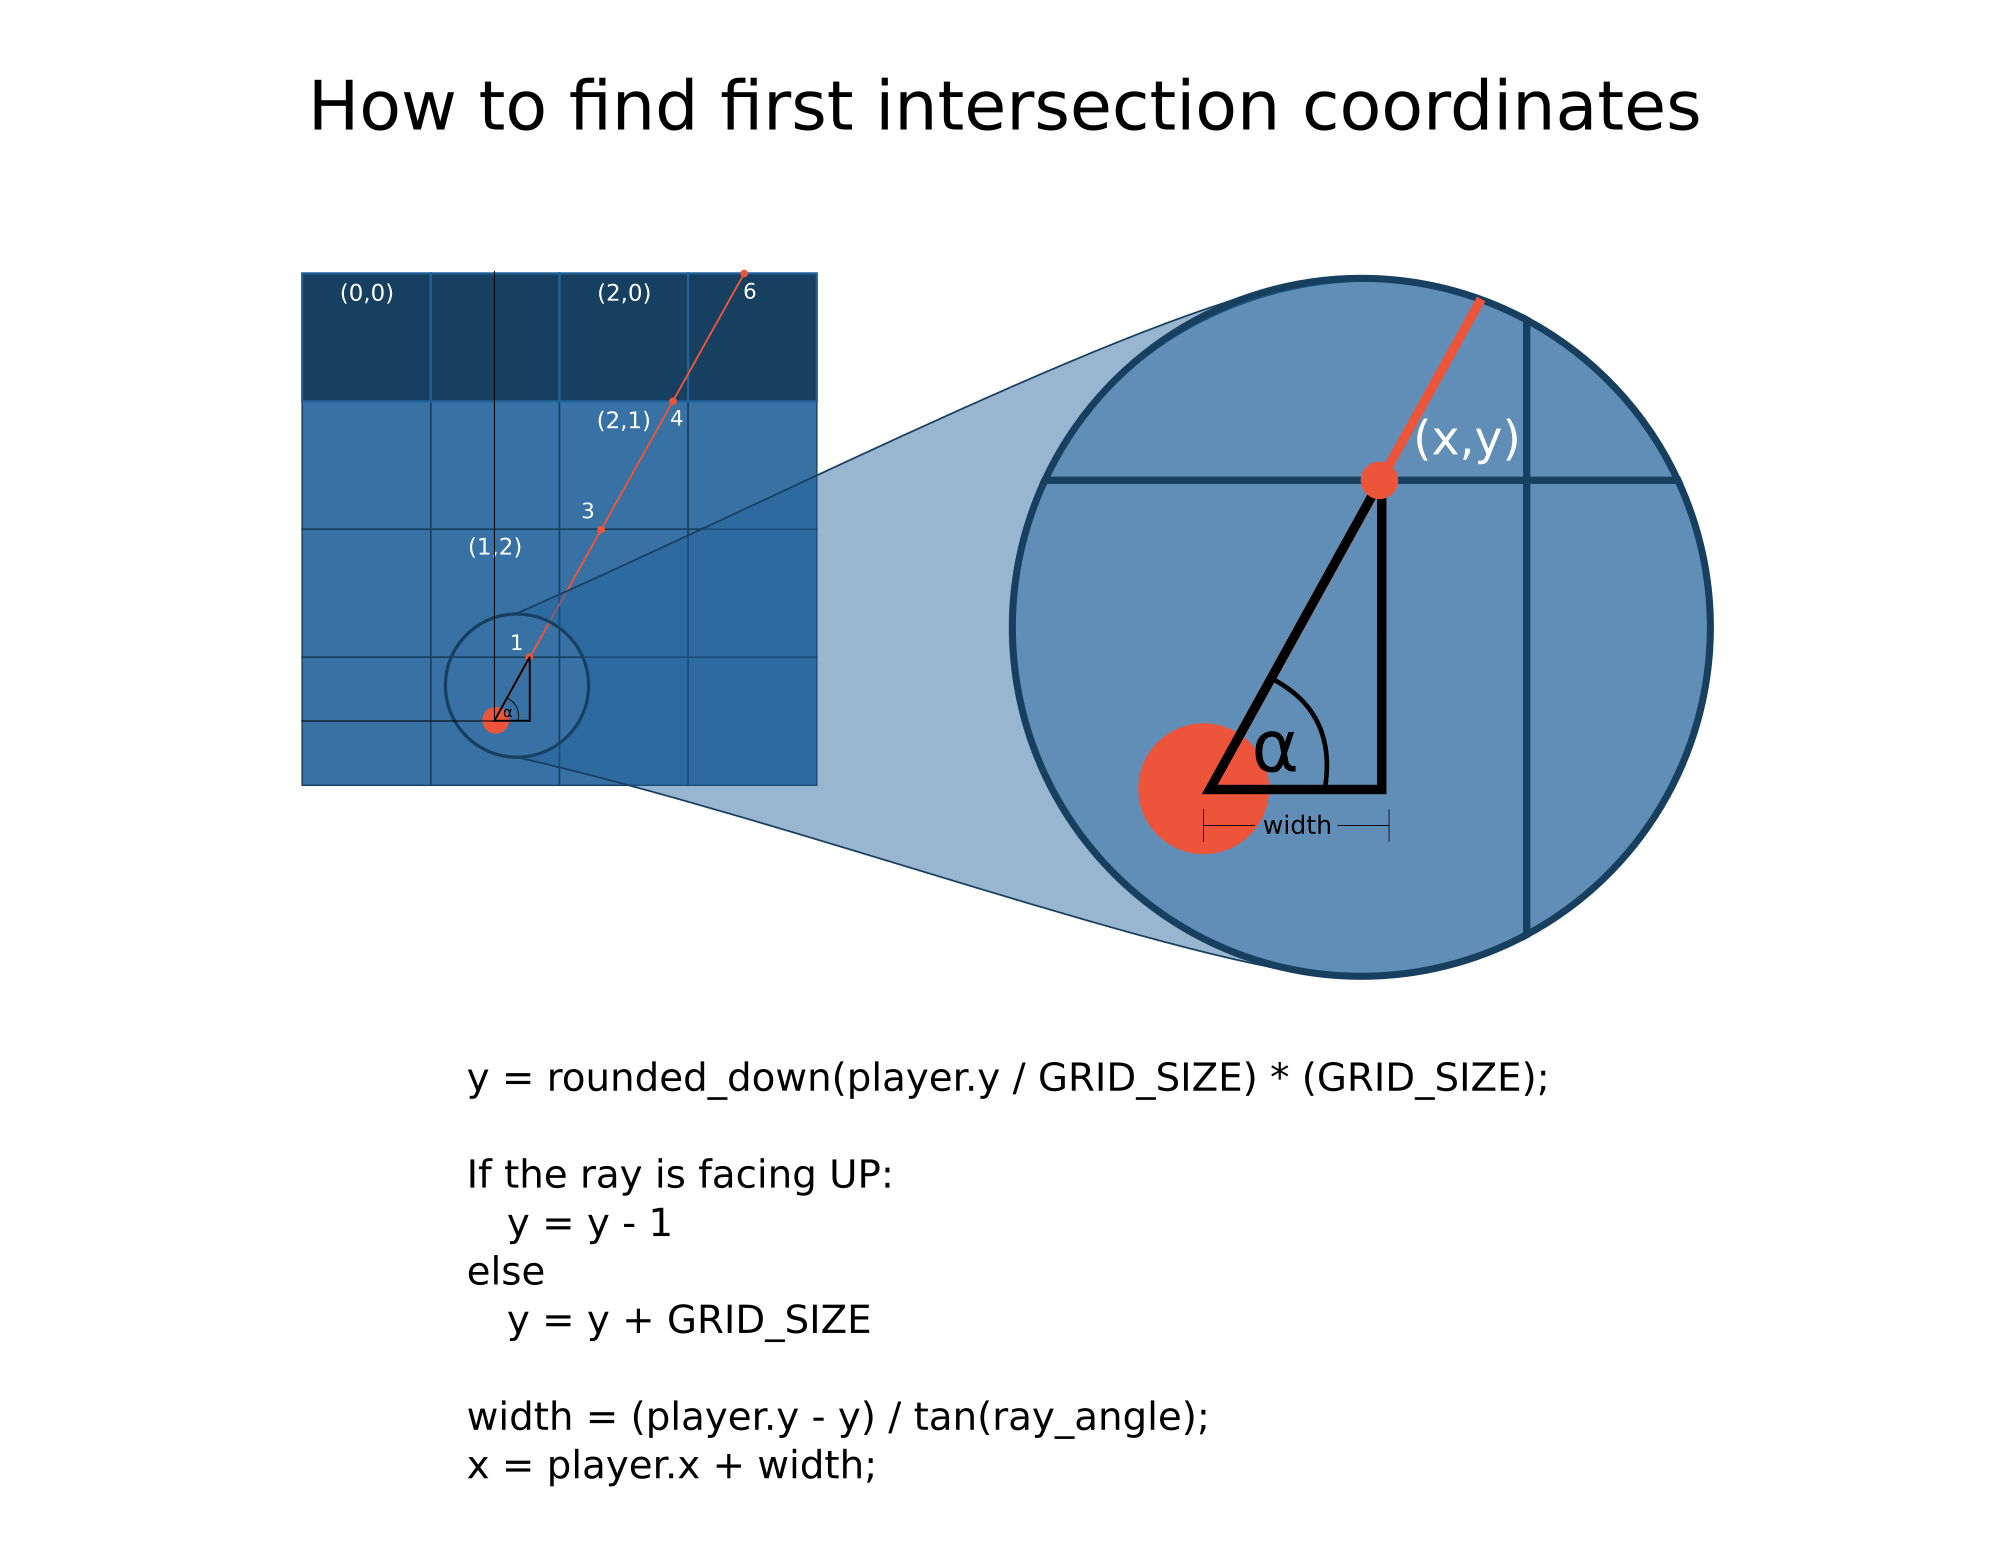 How to find first intersection coordinates
(0,0)
(2,0)
6
(2,1)
4
3
(1,2)
1
α
(x,y)
α
width
y = rounded_down(player.y / GRID_SIZE) * (GRID_SIZE);
If the ray is facing UP:
y = y - 1
else
y = y + GRID_SIZE
width = (player.y - y) / tan(ray_angle);
x = player.x + width;